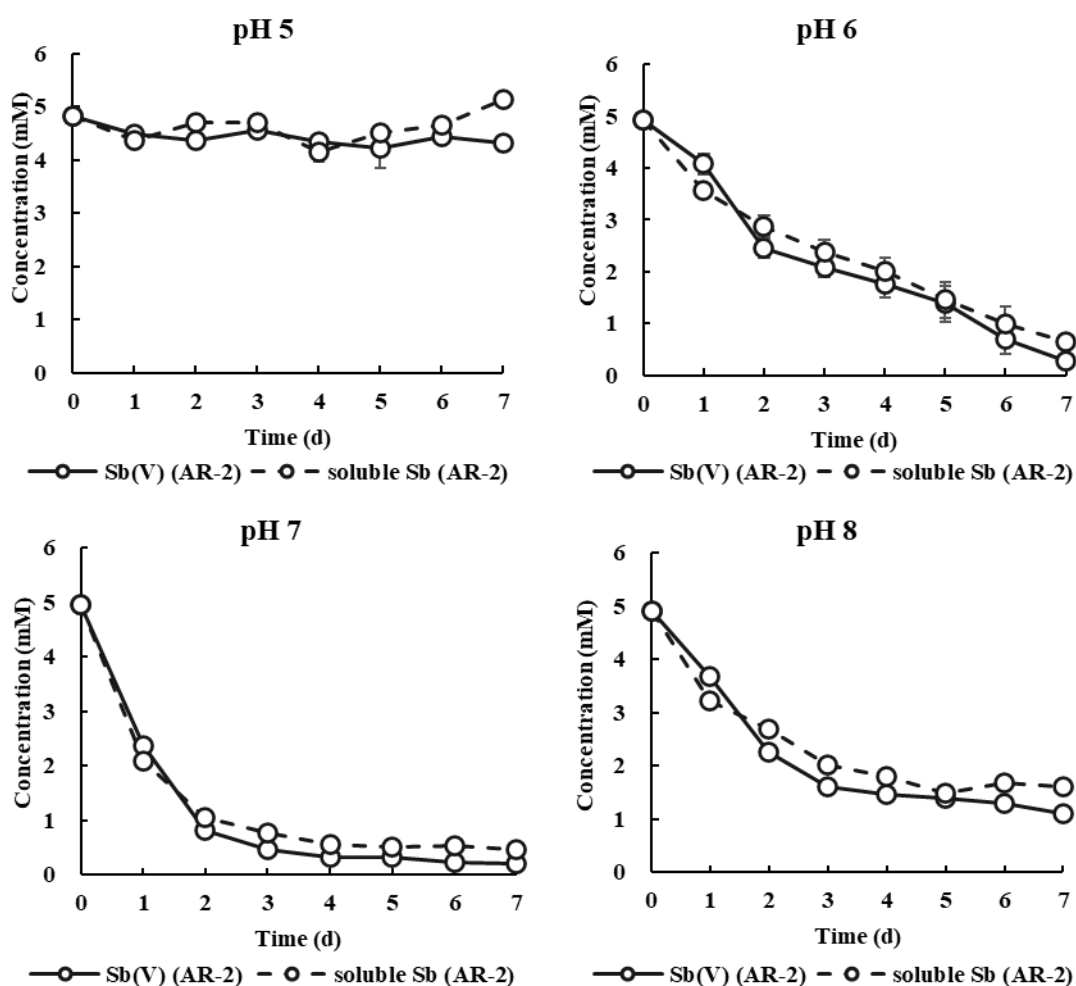 pH 5
6
5
4
3
2
1
0
Concentration (mM)
0 1 2 3 4 5 6 7
Time (d)
Sb(V) (AR-2) soluble Sb (AR-2)
pH 6
6
5
4
3
2
1
0
Concentration (mM)
0 1 2 3 4 5 6 7
Time (d)
Sb(V) (AR-2) soluble Sb (AR-2)
pH 7
6
5
4
3
2
1
0
Concentration (mM)
0 1 2 3 4 5 6 7
Time (d)
Sb(V) (AR-2) soluble Sb (AR-2)
pH 8
6
5
4
3
2
1
0
Concentration (mM)
0 1 2 3 4 5 6 7
Time (d)
Sb(V) (AR-2) soluble Sb (AR-2)